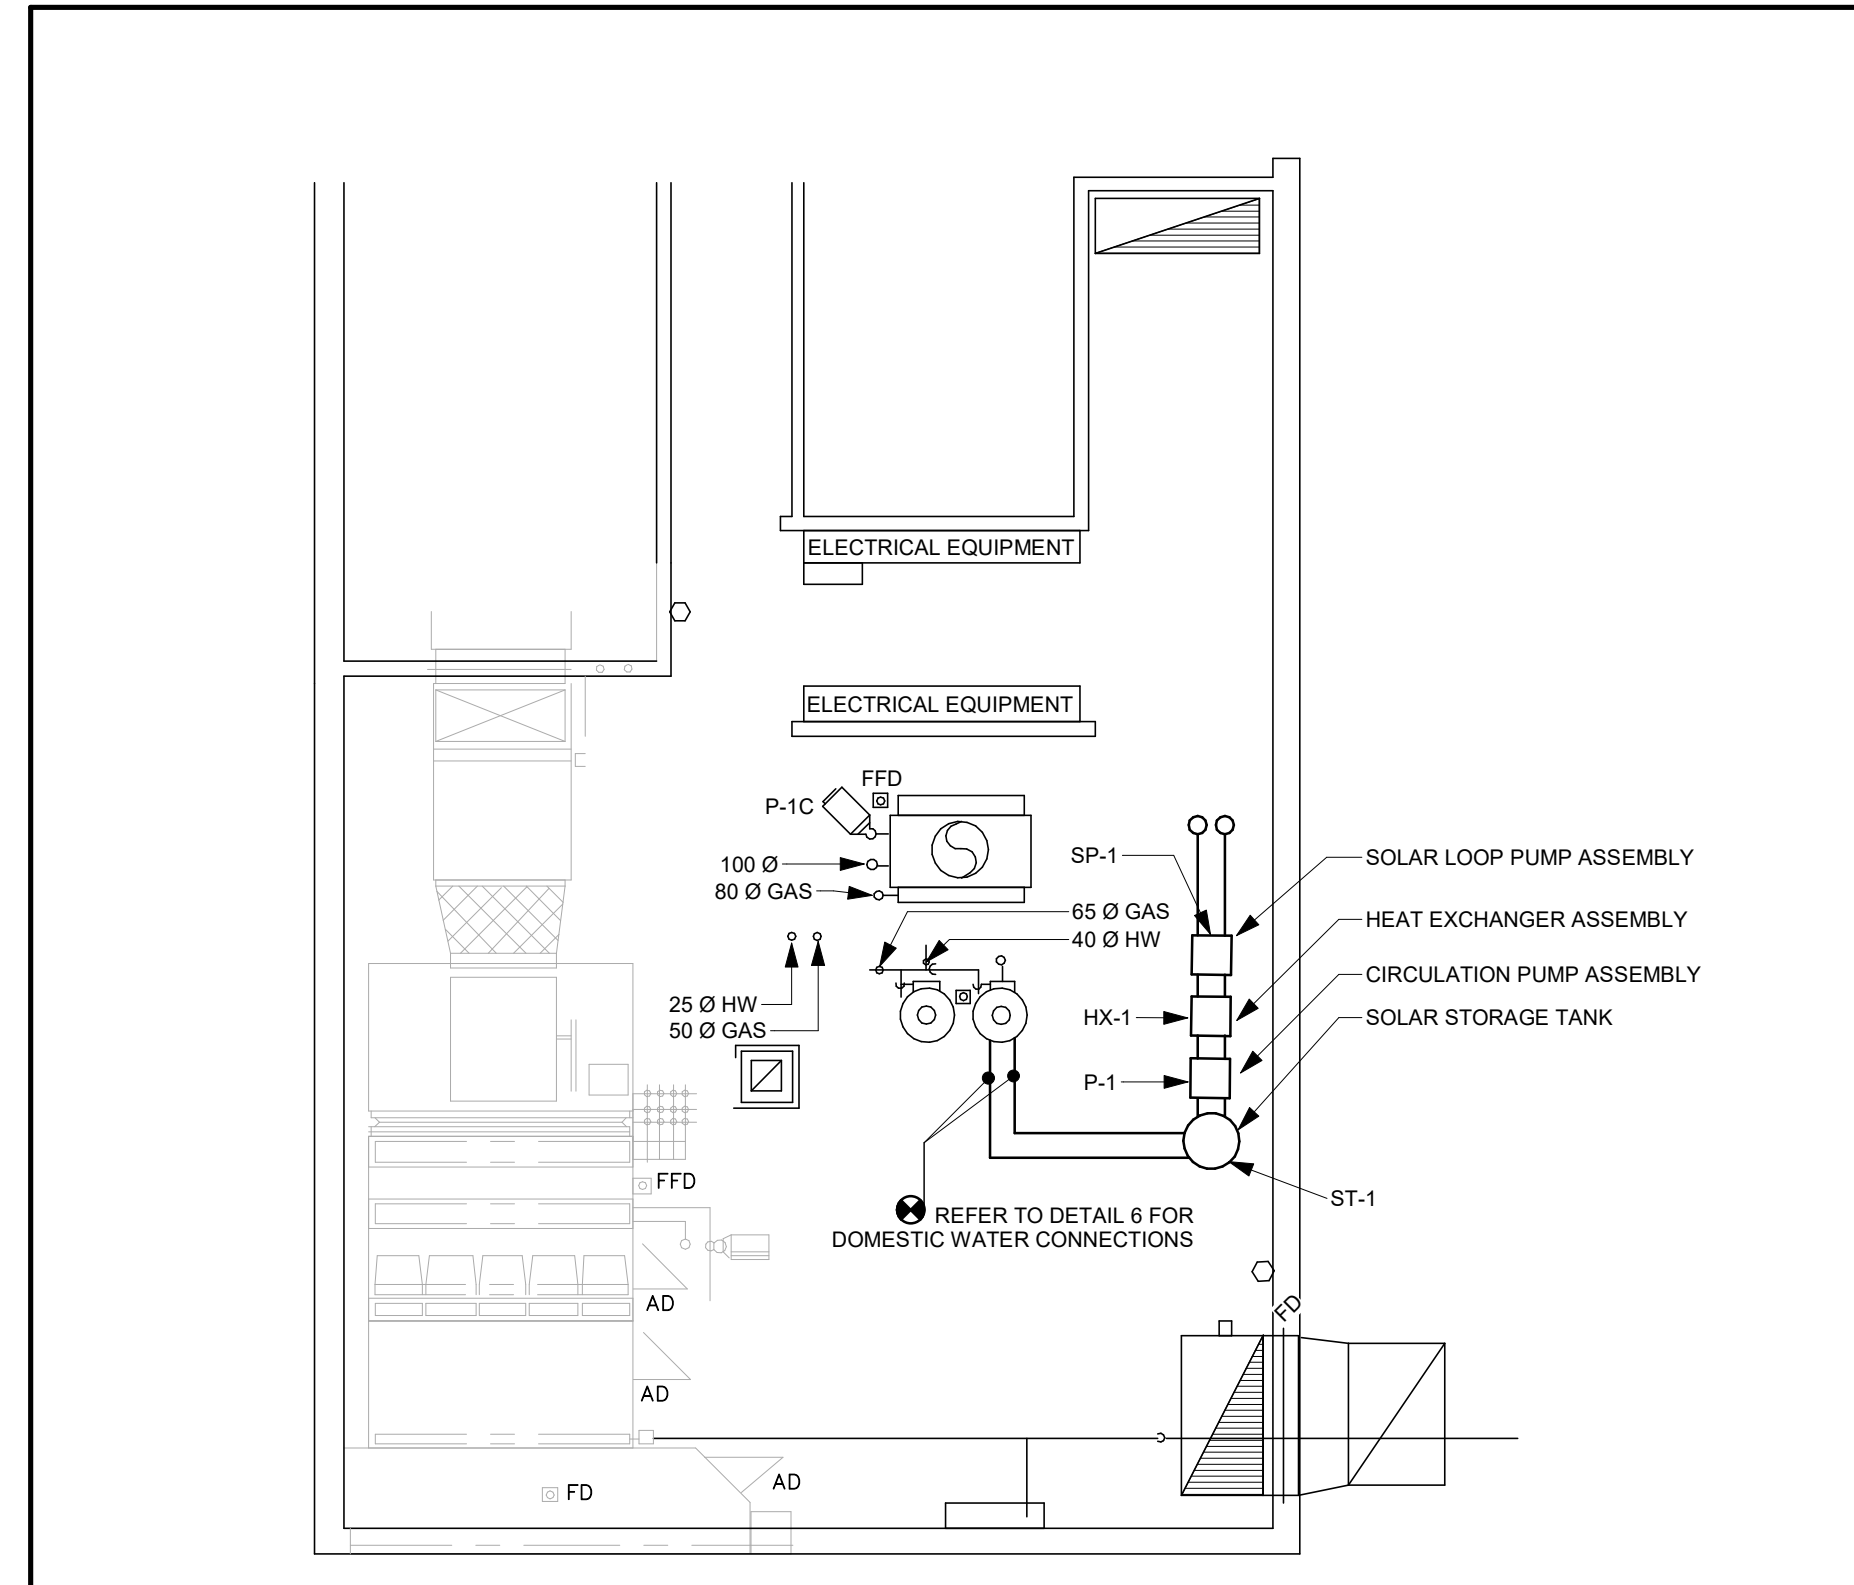 ELECTRICAL EQUIPMENT
ELECTRICAL EQUIPMENT
FFD
P-1C
100 Ø
80 Ø GAS
SP-1
SOLAR LOOP PUMP ASSEMBLY
65 Ø GAS
40 Ø HW
HEAT EXCHANGER ASSEMBLY
CIRCULATION PUMP ASSEMBLY
25 Ø HW
50 Ø GAS
HX-1
SOLAR STORAGE TANK
P-1
FFD
ST-1
REFER TO DETAIL 6 FOR
DOMESTIC WATER CONNECTIONS
AD
FD
AD
AD
FD